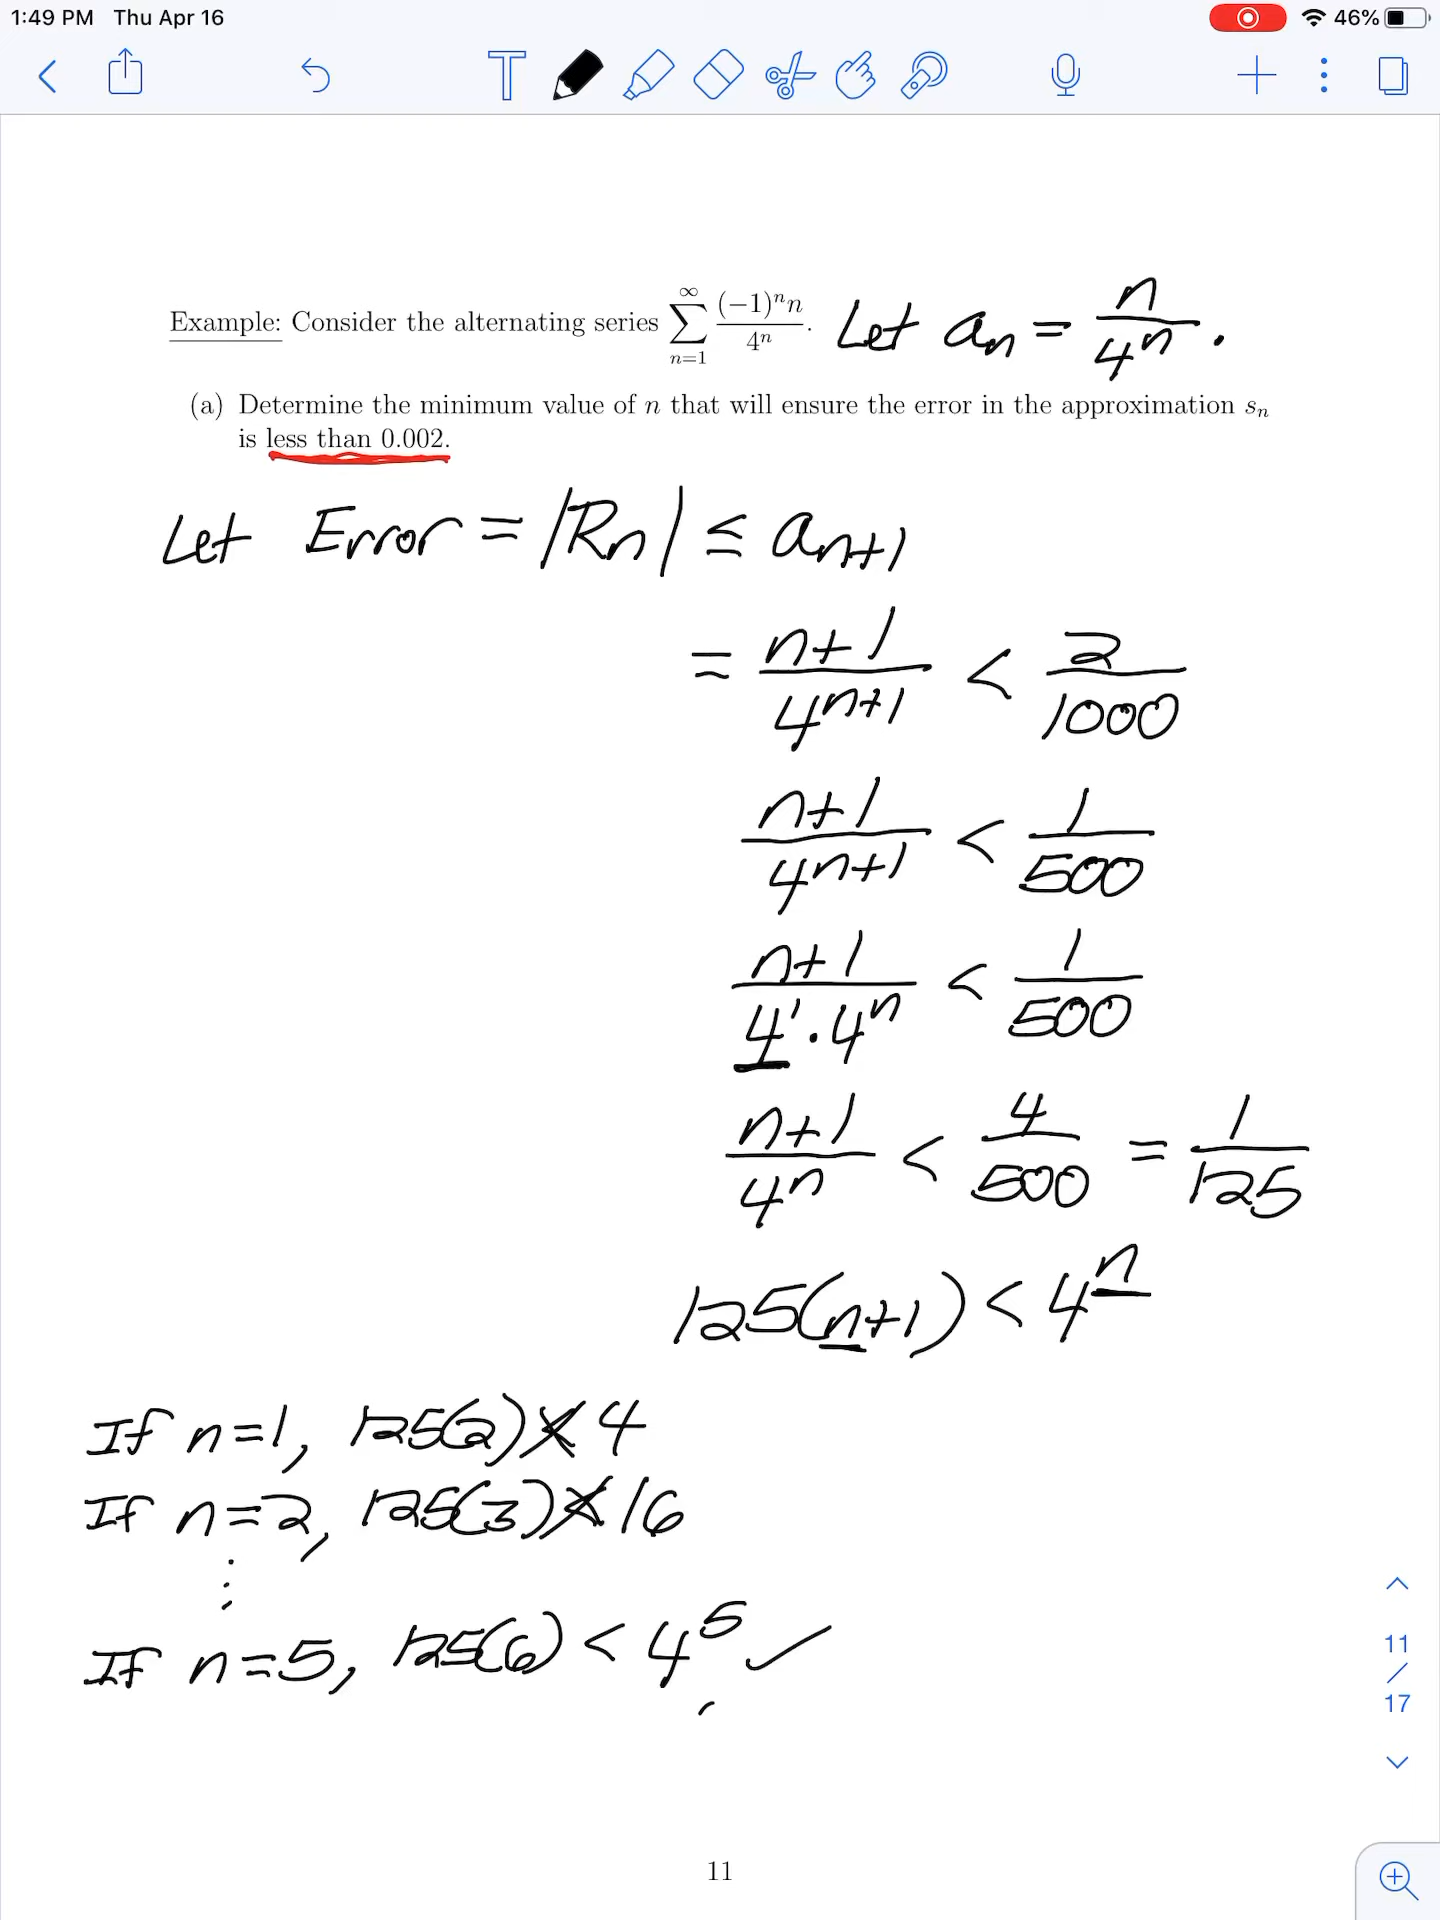 1:49 PM Thu Apr 16 46%
T
Example: Consider the alternating series ∑_{n=1}^{∞} (−1)^n n / 4^n. Let a_n = n / 4^n.
(a) Determine the minimum value of n that will ensure the error in the approximation s_n
is less than 0.002.
Let Error = |R_n| ≤ a_{n+1}
= (n+1) / 4^{n+1} < 2 / 1000
(n+1) / 4^{n+1} < 1 / 500
(n+1) / (4^1 · 4^n) < 1 / 500
(n+1) / 4^n < 4 / 500 = 1 / 125
125(n+1) < 4^n
If n=1, 125(2) ≮ 4
If n=2, 125(3) ≮ 16
⋮
If n=5, 125(6) < 4^5 ✓
11
/
17
11